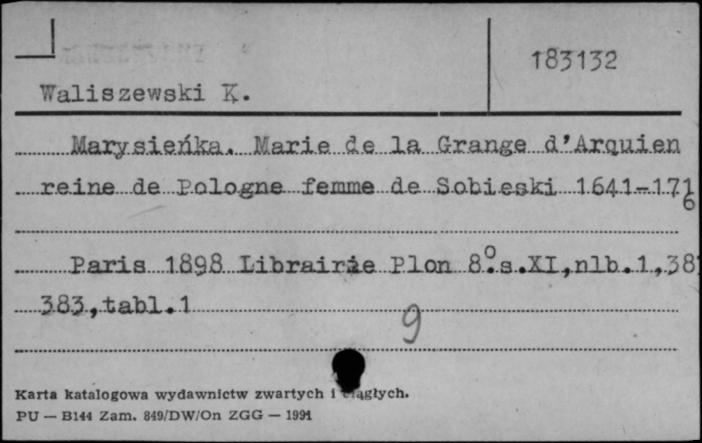 183132
Waliszewski K.
Marysieńka. Marie de la Grange d'Arquien
reine de Pologne femme de Sobieski 1641-1716
Paris 1898 Librairie Plon 8°.s.XI,nlb.1,38
383,tabl.1
9
Karta katalogowa wydawnictw zwartych i ciągłych.
PU — B144 Zam. 849/DW/On ZGG — 1991